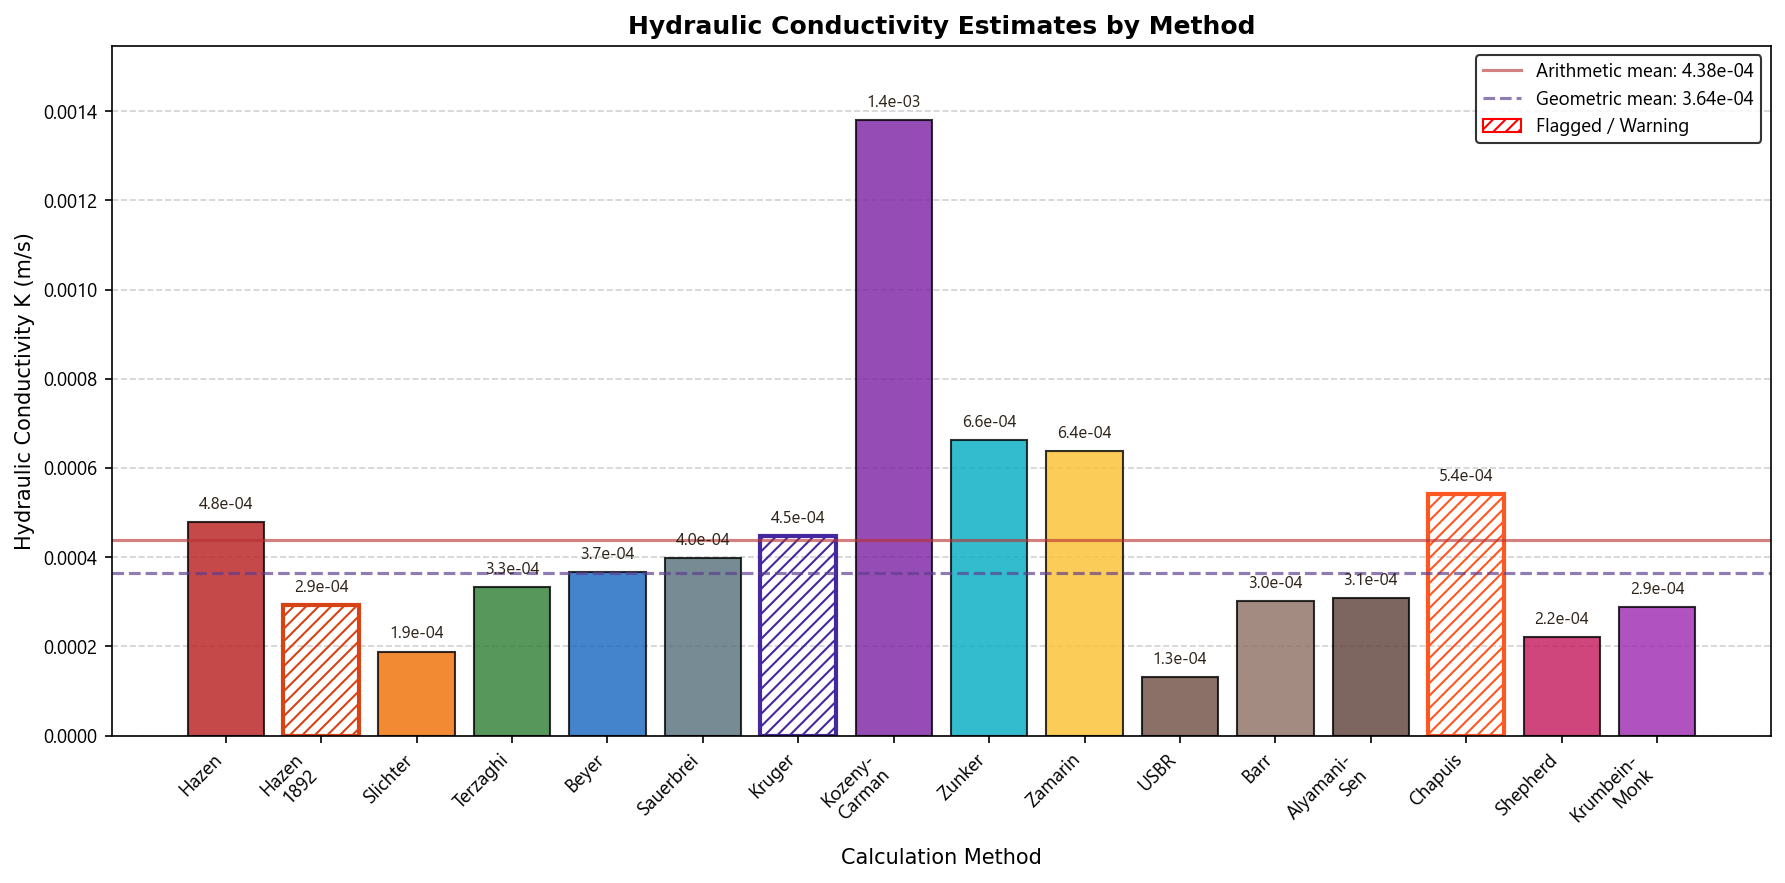 Hydraulic Conductivity Estimates by Method
Arithmetic mean: 4.38e-04
Geometric mean: 3.64e-04
Flagged / Warning
Hydraulic Conductivity K (m/s)
0.0014
0.0012
0.0010
0.0008
0.0006
0.0004
0.0002
0.0000
4.8e-04
2.9e-04
1.9e-04
3.3e-04
3.7e-04
4.0e-04
4.5e-04
1.4e-03
6.6e-04
6.4e-04
1.3e-04
3.0e-04
3.1e-04
5.4e-04
2.2e-04
2.9e-04
Hazen
Hazen
1892
Slichter
Terzaghi
Beyer
Sauerbrei
Kruger
Kozeny-
Carman
Zunker
Zamarin
USBR
Barr
Alyamani-
Sen
Chapuis
Shepherd
Krumbein-
Monk
Calculation Method